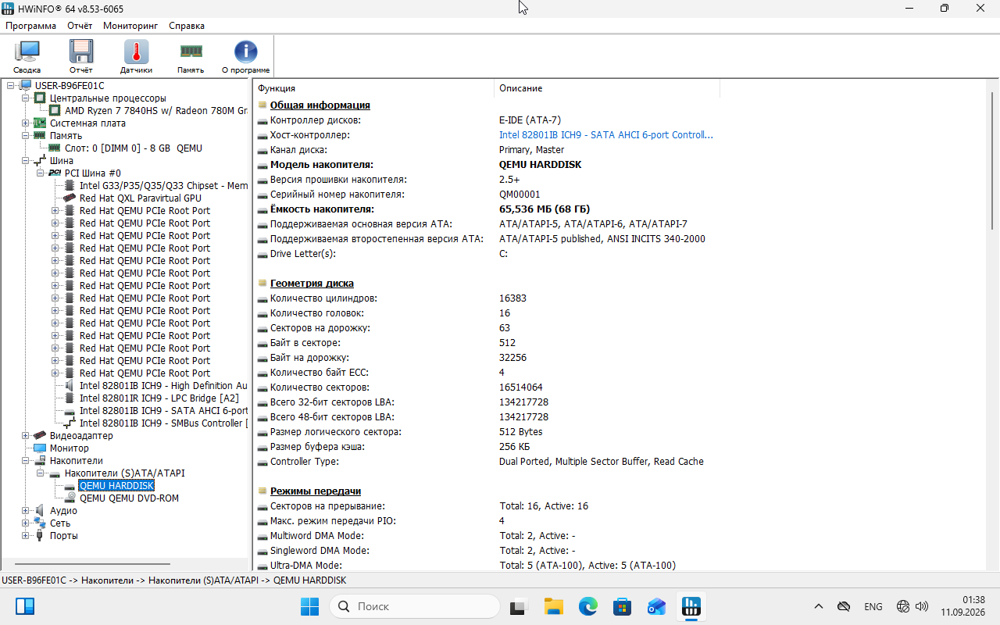 HWiNFO® 64 v8.53-6065
Программа Отчёт Мониторинг Справка
Сводка Отчёт Датчики Память О программе
USER-B96FE01C
Центральные процессоры
AMD Ryzen 7 7840HS w/ Radeon 780M Gr
Системная плата
Память
Слот: 0 [DIMM 0] - 8 GB QEMU
Шина
PCI Шина #0
Intel G33/P35/Q35/Q33 Chipset - Mem
Red Hat QXL Paravirtual GPU
Red Hat QEMU PCIe Root Port
Red Hat QEMU PCIe Root Port
Red Hat QEMU PCIe Root Port
Red Hat QEMU PCIe Root Port
Red Hat QEMU PCIe Root Port
Red Hat QEMU PCIe Root Port
Red Hat QEMU PCIe Root Port
Red Hat QEMU PCIe Root Port
Red Hat QEMU PCIe Root Port
Red Hat QEMU PCIe Root Port
Red Hat QEMU PCIe Root Port
Red Hat QEMU PCIe Root Port
Red Hat QEMU PCIe Root Port
Red Hat QEMU PCIe Root Port
Intel 82801IB ICH9 - High Definition Au
Intel 82801IR ICH9 - LPC Bridge [A2]
Intel 82801IB ICH9 - SATA AHCI 6-port
Intel 82801IB ICH9 - SMBus Controller [
Видеоадаптер
Монитор
Накопители
Накопители (S)ATA/ATAPI
QEMU HARDDISK
QEMU QEMU DVD-ROM
Аудио
Сеть
Порты
Функция Описание
Общая информация
Контроллер дисков: E-IDE (ATA-7)
Хост-контроллер: Intel 82801IB ICH9 - SATA AHCI 6-port Controll...
Канал диска: Primary, Master
Модель накопителя: QEMU HARDDISK
Версия прошивки накопителя: 2.5+
Серийный номер накопителя: QM00001
Ёмкость накопителя: 65,536 МБ (68 ГБ)
Поддерживаемая основная версия ATA: ATA/ATAPI-5, ATA/ATAPI-6, ATA/ATAPI-7
Поддерживаемая второстепенная версия ATA: ATA/ATAPI-5 published, ANSI INCITS 340-2000
Drive Letter(s): C:
Геометрия диска
Количество цилиндров: 16383
Количество головок: 16
Секторов на дорожку: 63
Байт в секторе: 512
Байт на дорожку: 32256
Количество байт ECC: 4
Количество секторов: 16514064
Всего 32-бит секторов LBA: 134217728
Всего 48-бит секторов LBA: 134217728
Размер логического сектора: 512 Bytes
Размер буфера кэша: 256 КБ
Controller Type: Dual Ported, Multiple Sector Buffer, Read Cache
Режимы передачи
Секторов на прерывание: Total: 16, Active: 16
Макс. режим передачи PIO: 4
Multiword DMA Mode: Total: 2, Active: -
Singleword DMA Mode: Total: 2, Active: -
Ultra-DMA Mode: Total: 5 (ATA-100), Active: 5 (ATA-100)
USER-B96FE01C -> Накопители -> Накопители (S)ATA/ATAPI -> QEMU HARDDISK
Поиск
ENG
01:38
11.09.2026